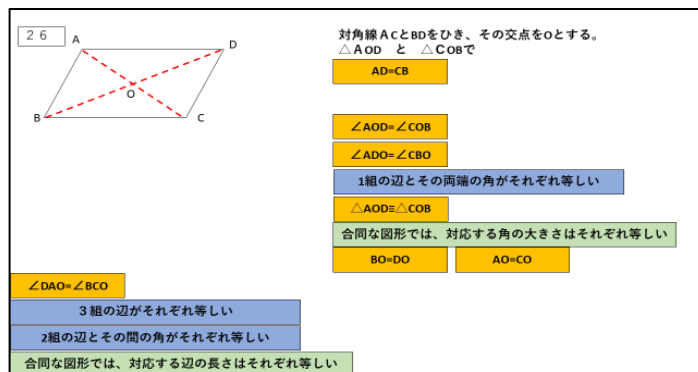 ２６
A
D
O
B
C
対角線ACとBDをひき、その交点をOとする。
△AOD　と　△COBで
AD=CB
∠AOD=∠COB
∠ADO=∠CBO
1組の辺とその両端の角がそれぞれ等しい
△AOD≡△COB
合同な図形では、対応する角の大きさはそれぞれ等しい
BO=DO　AO=CO
∠DAO=∠BCO
３組の辺がそれぞれ等しい
2組の辺とその間の角がそれぞれ等しい
合同な図形では、対応する辺の長さはそれぞれ等しい